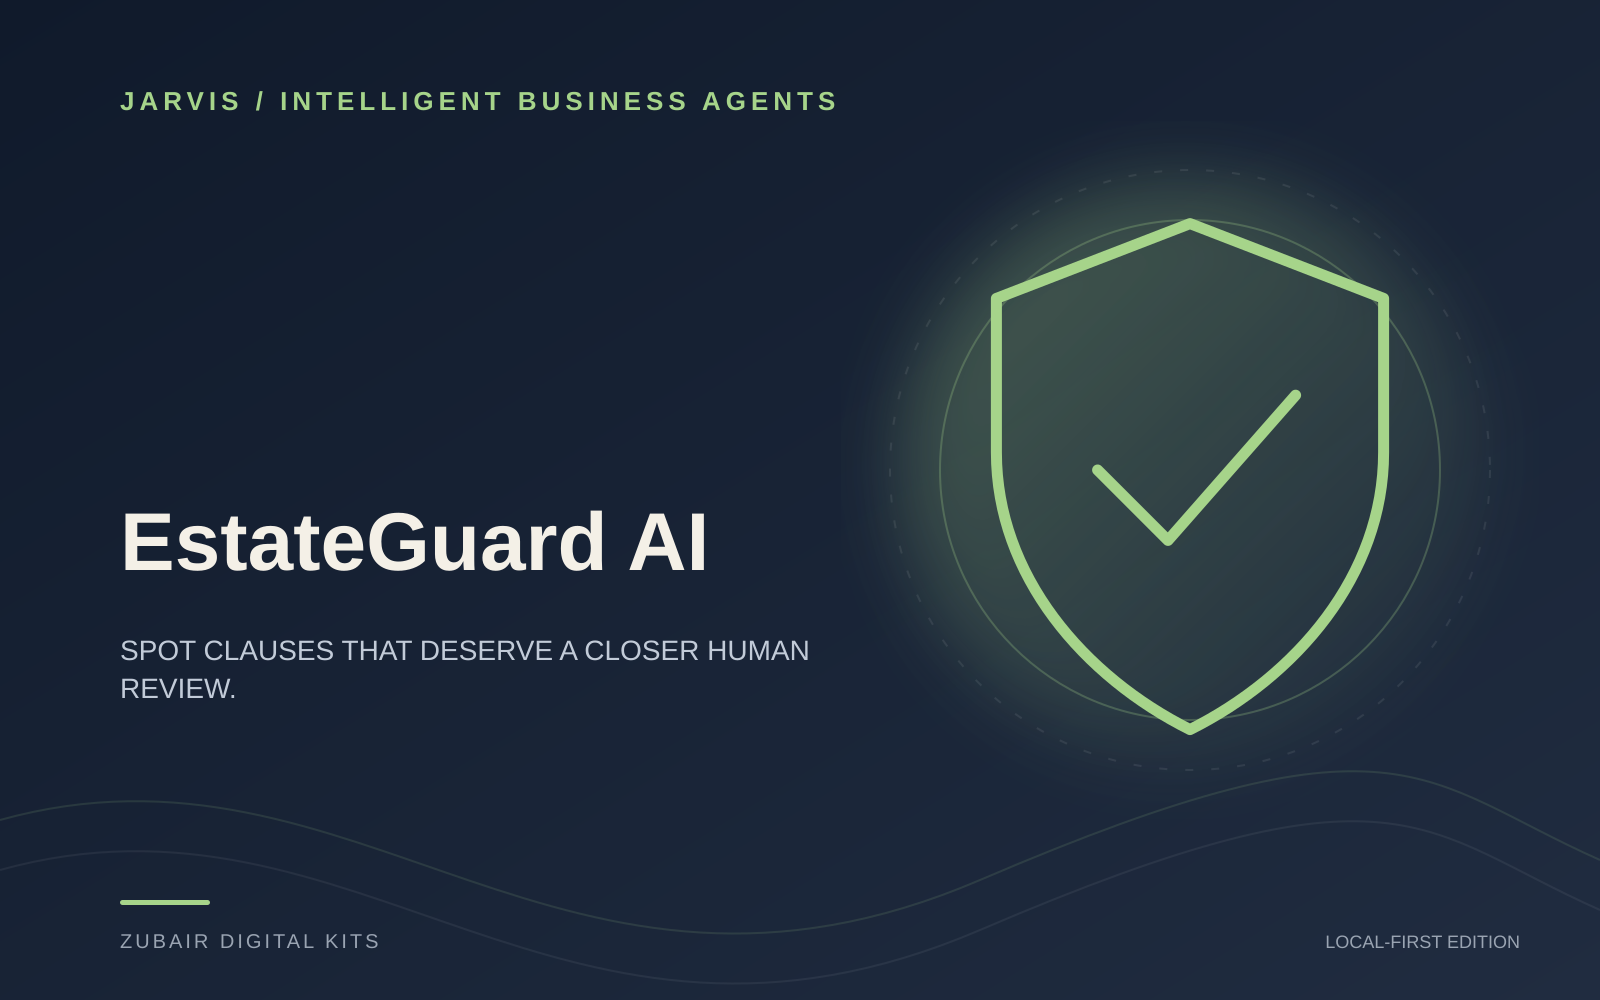 JARVIS / INTELLIGENT BUSINESS AGENTS
EstateGuard AI
SPOT CLAUSES THAT DESERVE A CLOSER HUMAN
REVIEW.
ZUBAIR DIGITAL KITS
LOCAL-FIRST EDITION